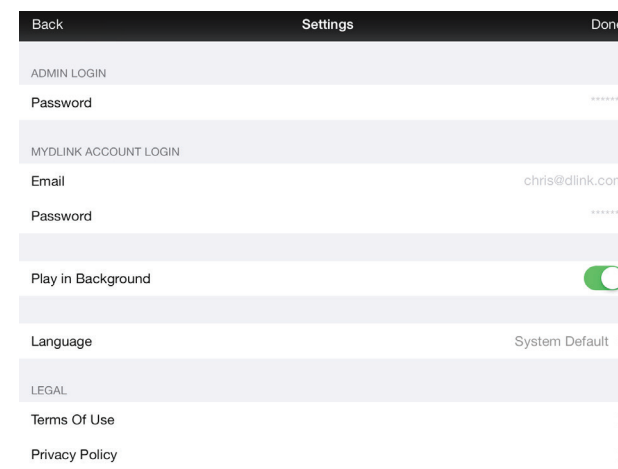 Back Settings Done
ADMIN LOGIN
Password ******
MYDLINK ACCOUNT LOGIN
Email chris@dlink.com
Password ******
Play in Background
Language System Default
LEGAL
Terms Of Use
Privacy Policy